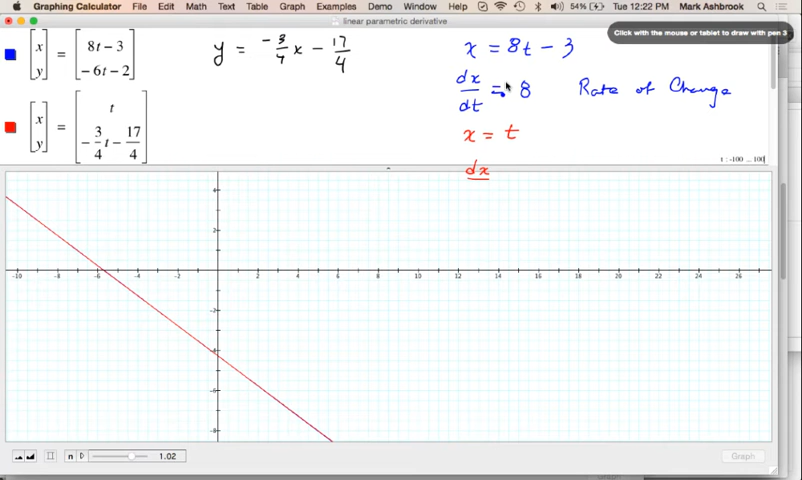 Graphing Calculator File Edit Math Text Table Graph Examples Demo Window Help 54% Tue 12:22 PM Mark Ashbrook
linear parametric derivative
Click with the mouse or tablet to draw with pen 3
[x y] = [8t − 3 −6t − 2]
y = −3/4 x − 17/4
x = 8t − 3
dx/dt = 8 Rate of Change
[x y] = [t −3/4 t − 17/4]
x = t
dx
t : -100 ... 100
4
2
-10 -8 -6 -4 -2 0 2 4 6 8 10 12 14 16 18 20 22 24 26
-2
-4
-6
-8
n 1.02 Graph